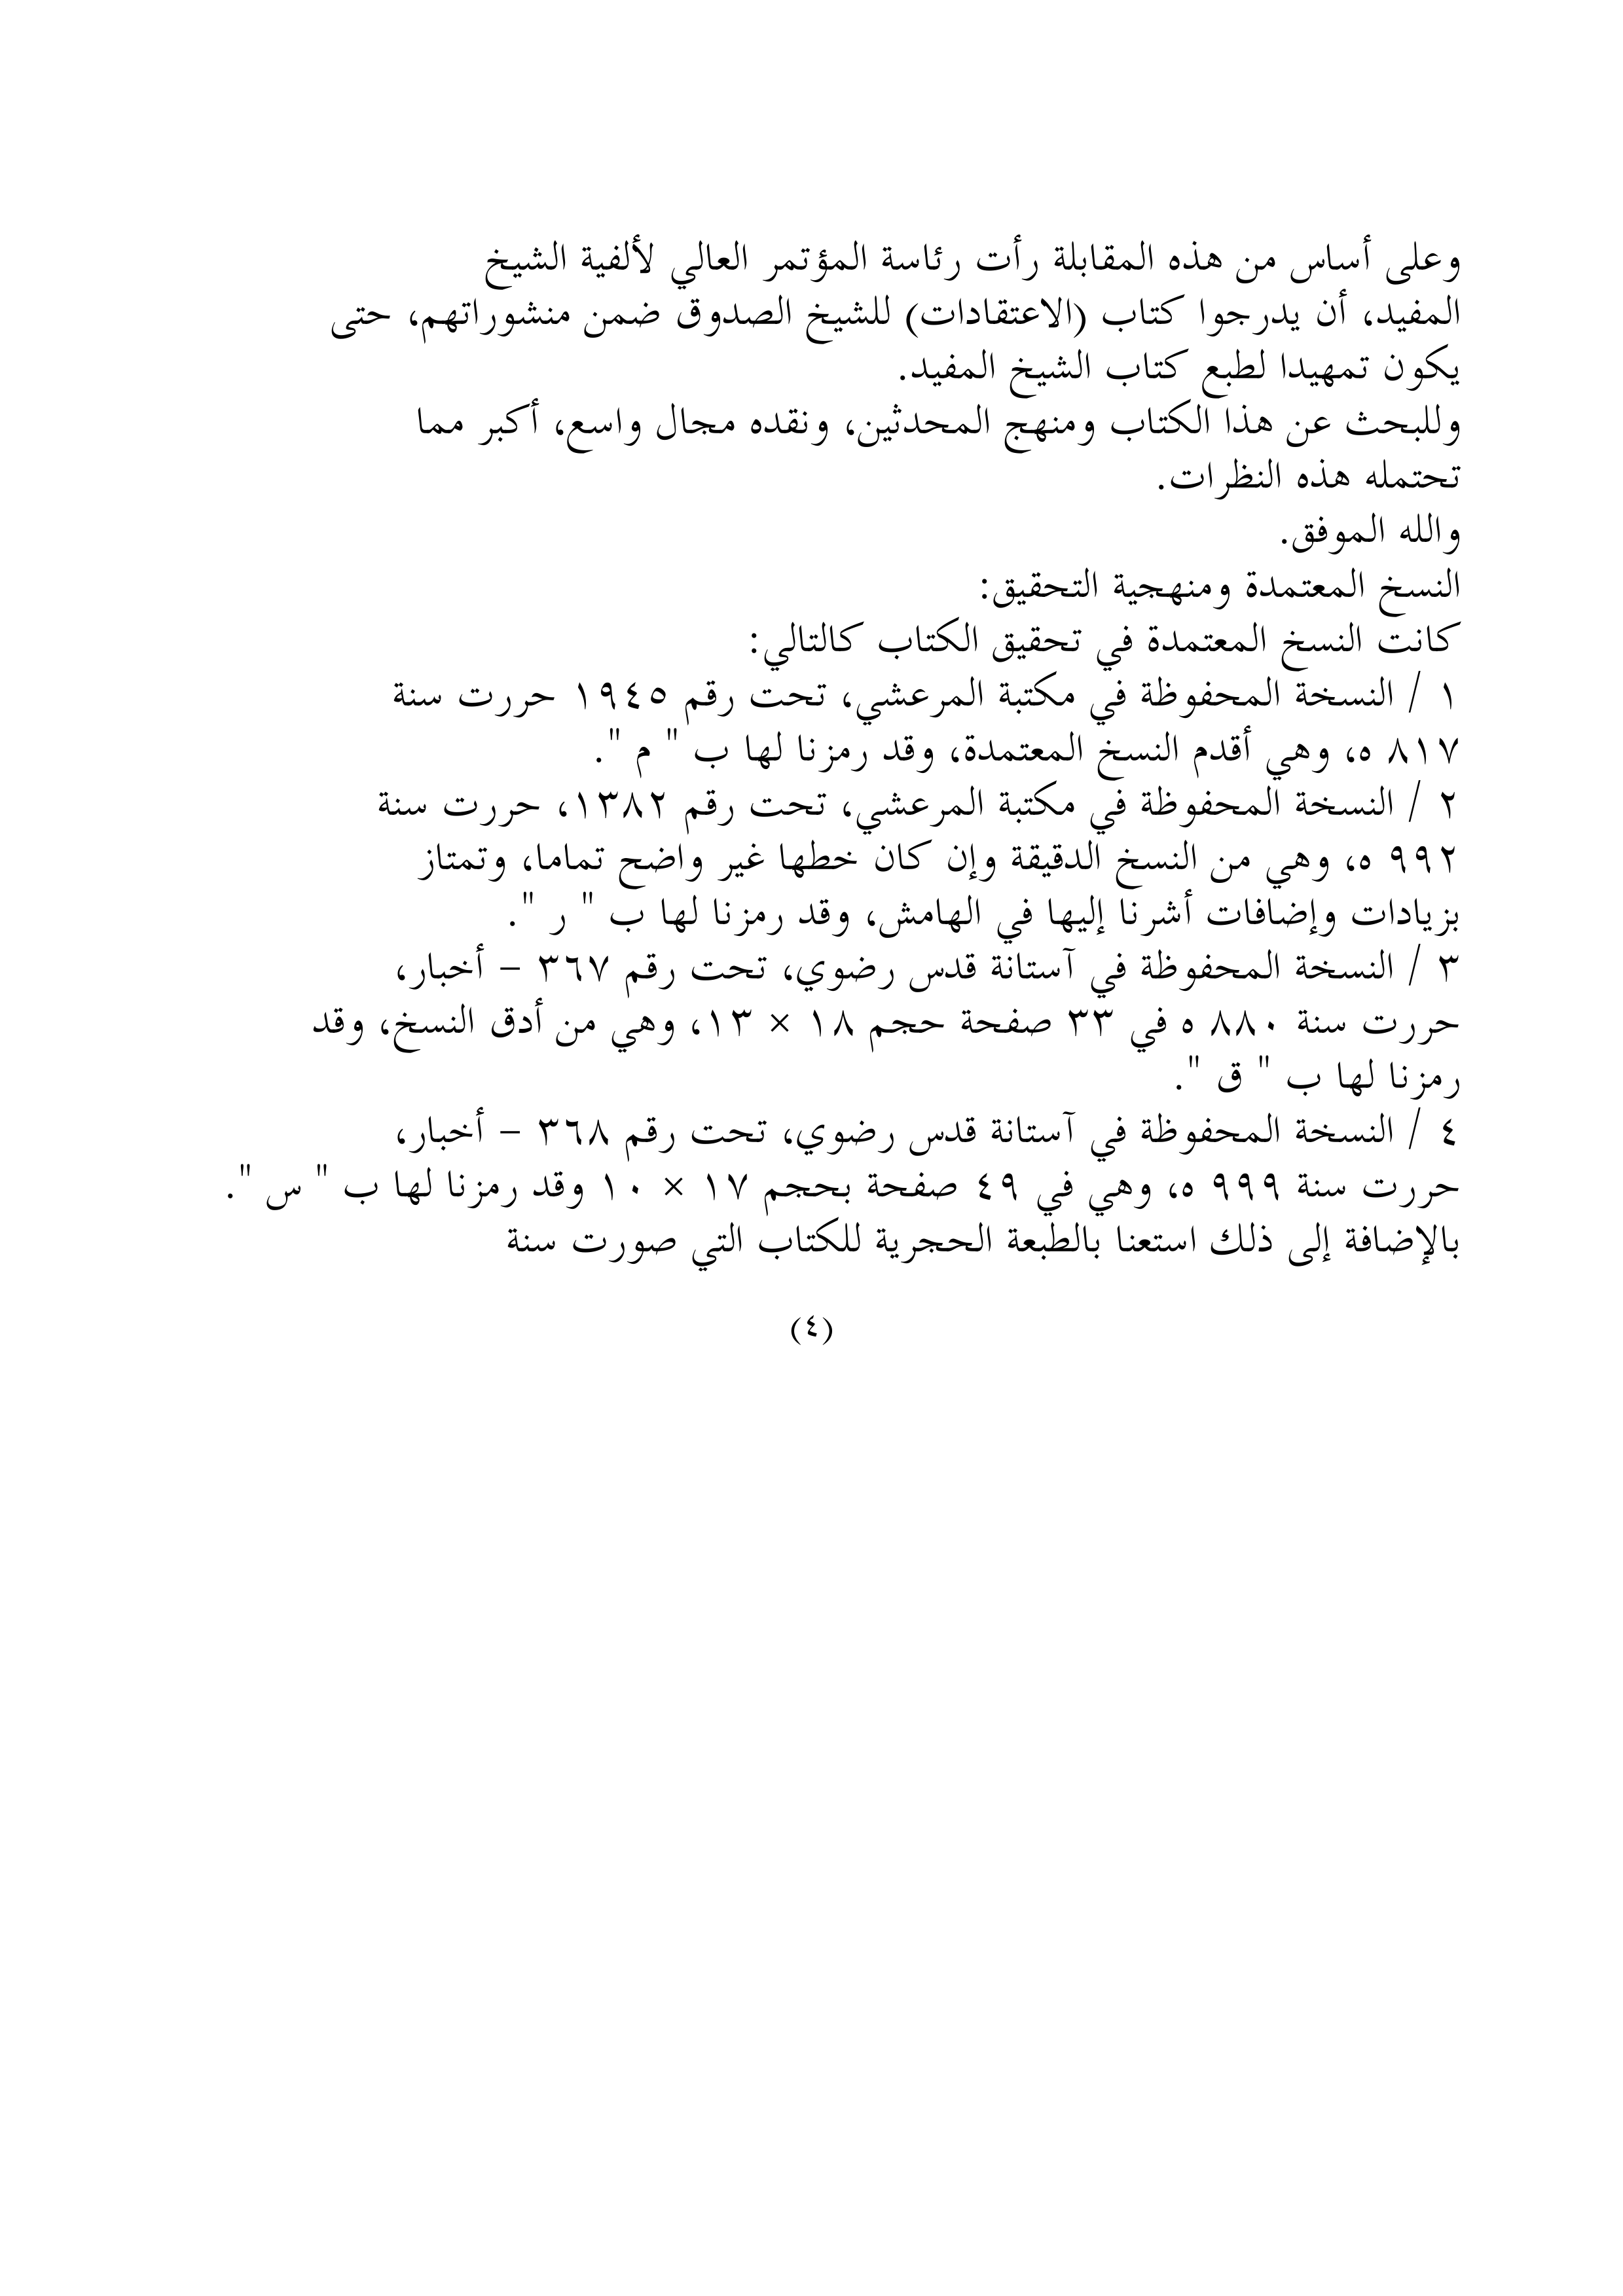 وعلى أساس من هذه المقابلة رأت رئاسة المؤتمر العالي لألفية الشيخ
المفيد، أن يدرجوا كتاب (الاعتقادات) للشيخ الصدوق ضمن منشوراتهم، حتى
يكون تمهيدا لطبع كتاب الشيخ المفيد.
وللبحث عن هذا الكتاب ومنهج المحدثين، ونقده مجال واسع، أكبر مما
تحتمله هذه النظرات.
والله الموفق.
النسخ المعتمدة ومنهجية التحقيق:
كانت النسخ المعتمدة في تحقيق الكتاب كالتالي:
١ / النسخة المحفوظة في مكتبة المرعشي، تحت رقم ١٩٤٥ حررت سنة
٨١٧ ه، وهي أقدم النسخ المعتمدة، وقد رمزنا لها ب " م ".
٢ / النسخة المحفوظة في مكتبة المرعشي، تحت رقم ١٣٨٢، حررت سنة
٩٩٢ ه، وهي من النسخ الدقيقة وإن كان خطها غير واضح تماما، وتمتاز
بزيادات وإضافات أشرنا إليها في الهامش، وقد رمزنا لها ب " ر ".
٣ / النسخة المحفوظة في آستانة قدس رضوي، تحت رقم ٣٦٧ - أخبار،
حررت سنة ٨٨٠ ه في ٣٣ صفحة حجم ١٨ × ١٣، وهي من أدق النسخ، وقد
رمزنا لها ب " ق ".
٤ / النسخة المحفوظة في آستانة قدس رضوي، تحت رقم ٣٦٨ - أخبار،
حررت سنة ٩٩٩ ه، وهي في ٤٩ صفحة بحجم ١٧ × ١٠ وقد رمزنا لها ب " س ".
بالإضافة إلى ذلك استعنا بالطبعة الحجرية للكتاب التي صورت سنة
(٤)